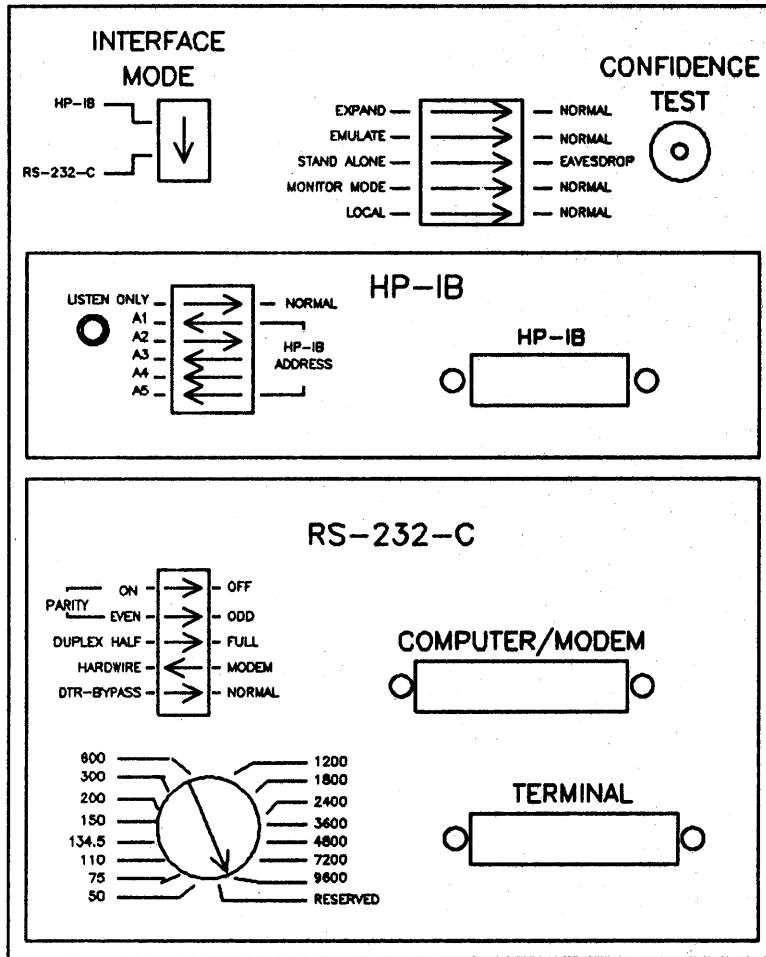 INTERFACE
MODE
HP-IB
RS-232-C
EXPAND
EMULATE
STAND ALONE
MONITOR MODE
LOCAL
NORMAL
NORMAL
EAVESDROP
NORMAL
NORMAL
CONFIDENCE
TEST
HP-IB
LISTEN ONLY
A1
A2
A3
A4
A5
NORMAL
HP-IB
ADDRESS
HP-IB
RS-232-C
PARITY
ON
EVEN
DUPLEX HALF
HARDWIRE
DTR-BYPASS
OFF
ODD
FULL
MODEM
NORMAL
COMPUTER/MODEM
600
300
200
150
134.5
110
75
50
1200
1800
2400
3600
4800
7200
9600
RESERVED
TERMINAL